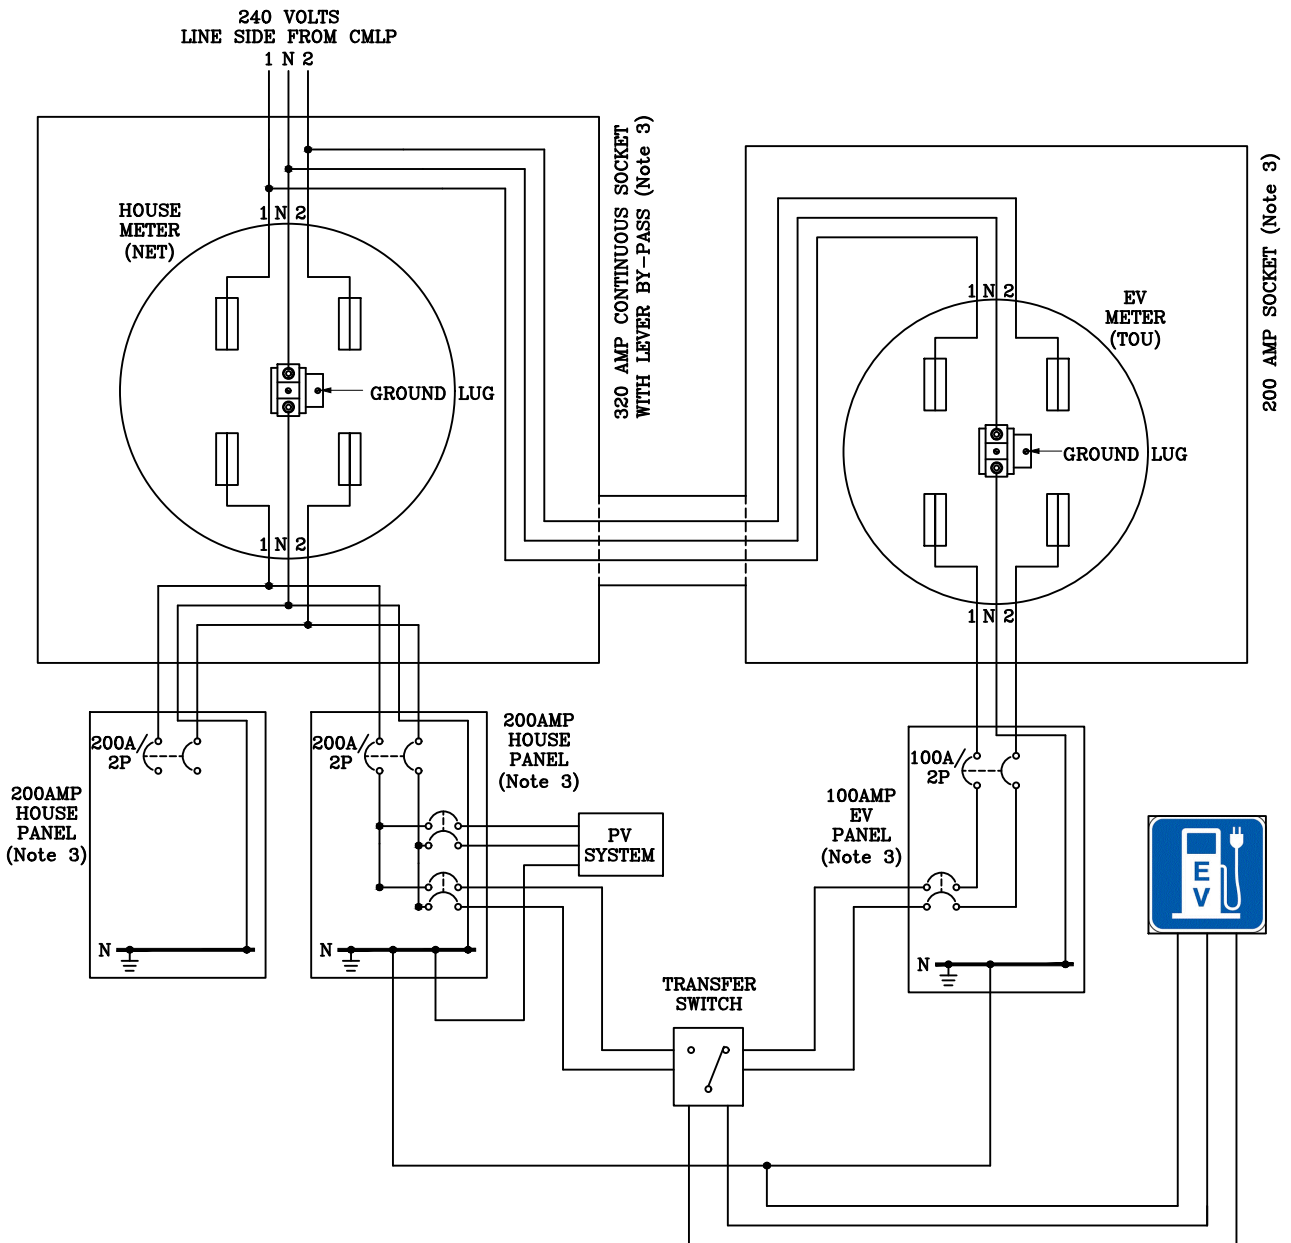 240 VOLTS
LINE SIDE FROM CMLP
1 N 2
320 AMP CONTINUOUS SOCKET
WITH LEVER BY-PASS (Note 3)
200 AMP SOCKET (Note 3)
HOUSE
METER
(NET)
1 N 2
GROUND LUG
1 N 2
EV
METER
(TOU)
1 N 2
GROUND LUG
1 N 2
200A
2P
200AMP
HOUSE
PANEL
(Note 3)
N
200A
2P
200AMP
HOUSE
PANEL
(Note 3)
PV
SYSTEM
N
100A
2P
100AMP
EV
PANEL
(Note 3)
N
E
V
TRANSFER
SWITCH